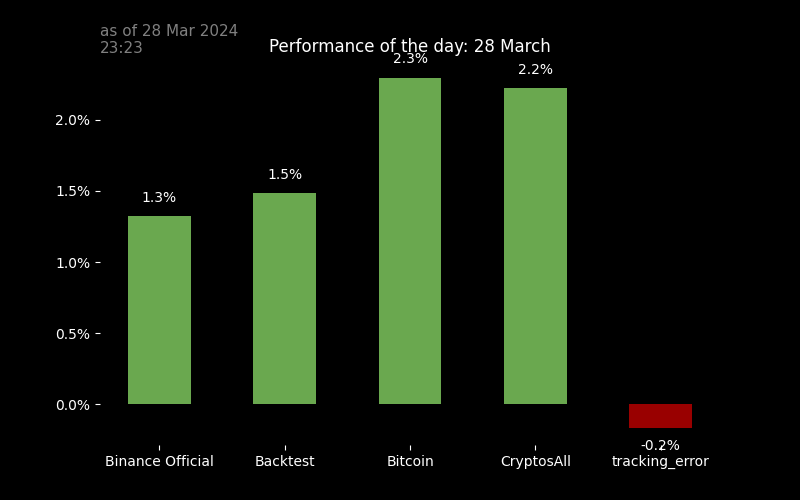 as of 28 Mar 2024
23:23
Performance of the day: 28 March
2.3%
2.2%
2.0%
1.5%
1.5%
1.3%
1.0%
0.5%
0.0%
-0.2%
Binance Official
Backtest
Bitcoin
CryptosAll
tracking_error